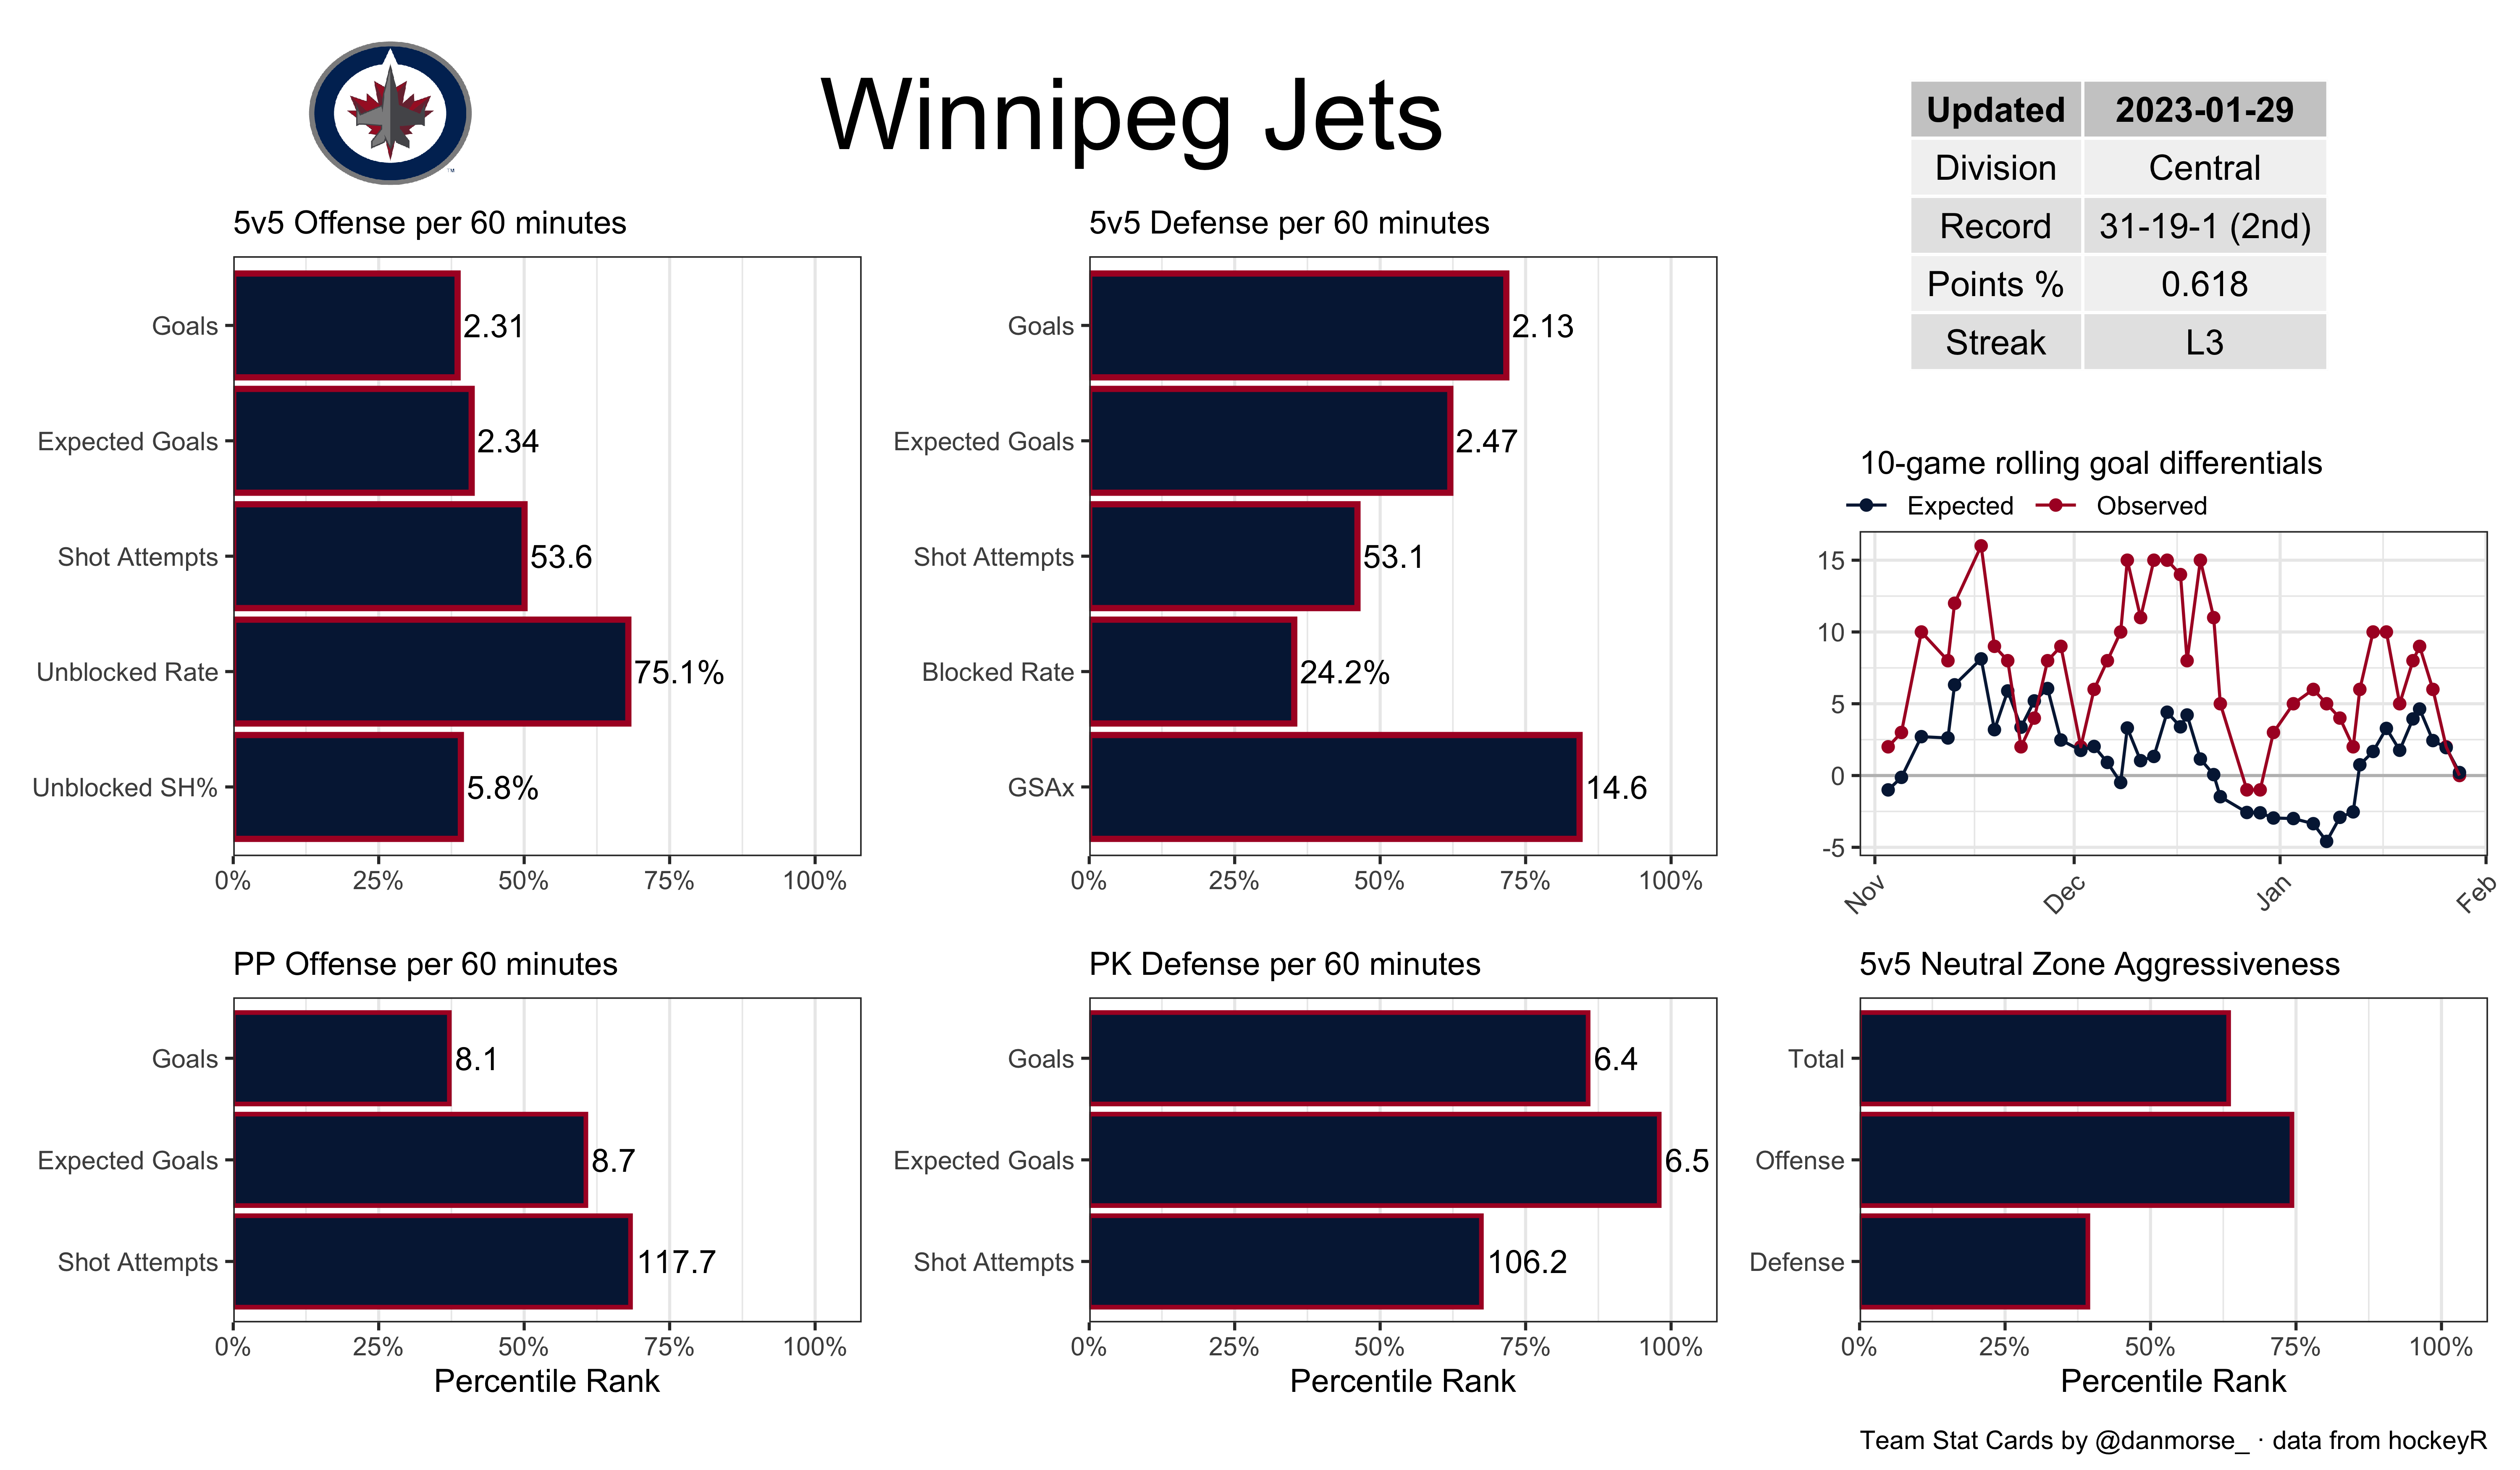 Winnipeg Jets
Updated 2023-01-29
Division Central
Record 31-19-1 (2nd)
Points % 0.618
Streak L3
TM
5v5 Offense per 60 minutes
Goals 2.31
Expected Goals 2.34
Shot Attempts 53.6
Unblocked Rate 75.1%
Unblocked SH% 5.8%
0% 25% 50% 75% 100%
5v5 Defense per 60 minutes
Goals 2.13
Expected Goals 2.47
Shot Attempts 53.1
Blocked Rate 24.2%
GSAx 14.6
0% 25% 50% 75% 100%
10-game rolling goal differentials
Expected Observed
15
10
5
0
-5
Nov Dec Jan Feb
PP Offense per 60 minutes
Goals 8.1
Expected Goals 8.7
Shot Attempts 117.7
0% 25% 50% 75% 100%
Percentile Rank
PK Defense per 60 minutes
Goals 6.4
Expected Goals 6.5
Shot Attempts 106.2
0% 25% 50% 75% 100%
Percentile Rank
5v5 Neutral Zone Aggressiveness
Total
Offense
Defense
0% 25% 50% 75% 100%
Percentile Rank
Team Stat Cards by @danmorse_ · data from hockeyR